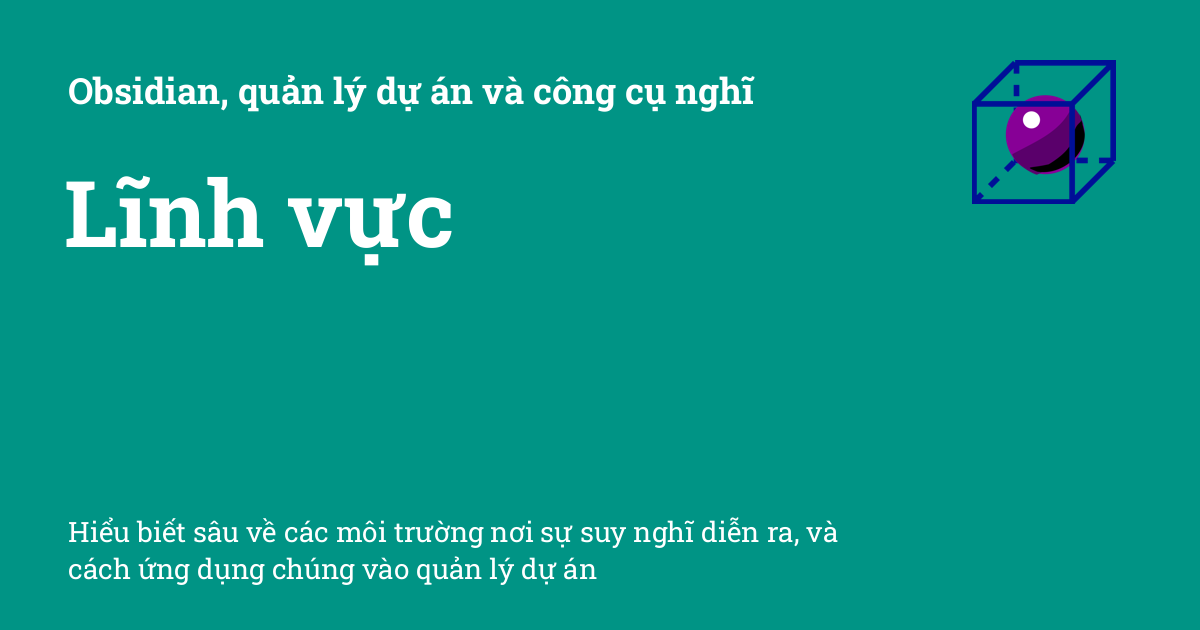 Obsidian, quản lý dự án và công cụ nghĩ
Lĩnh vực
Hiểu biết sâu về các môi trường nơi sự suy nghĩ diễn ra, và
cách ứng dụng chúng vào quản lý dự án